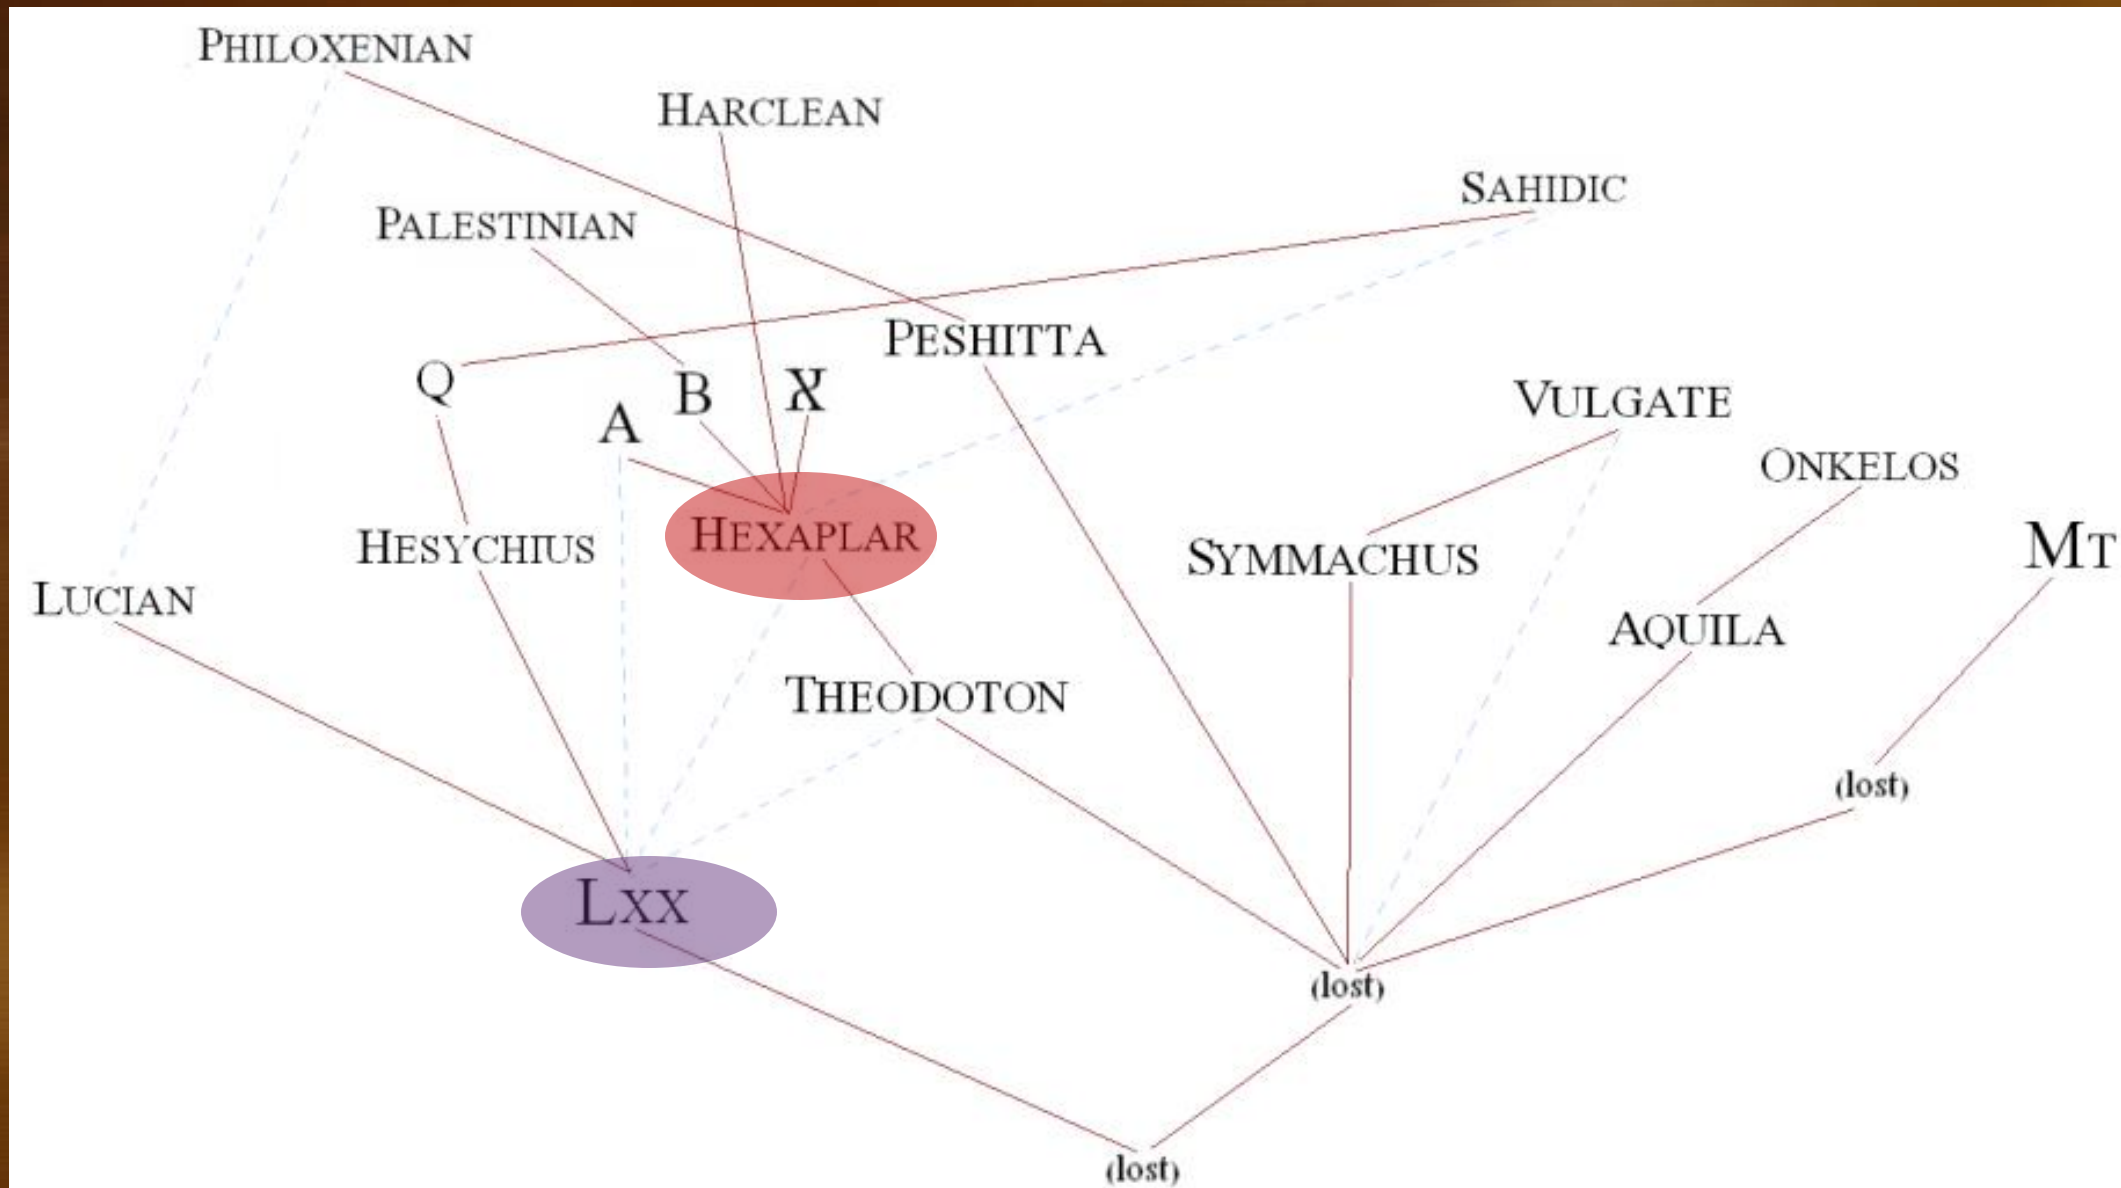 PHILOXENIAN
HARCLEAN
SAHIDIC
PALESTINIAN
PESHITTA
Q
B
A
VULGATE
ONKELOS
HESYCHIUS
HEXAPLAR
SYMMACHUS
MT
LUCIAN
AQUILA
THEODOTON
(lost)
LXX
(lost)
(lost)